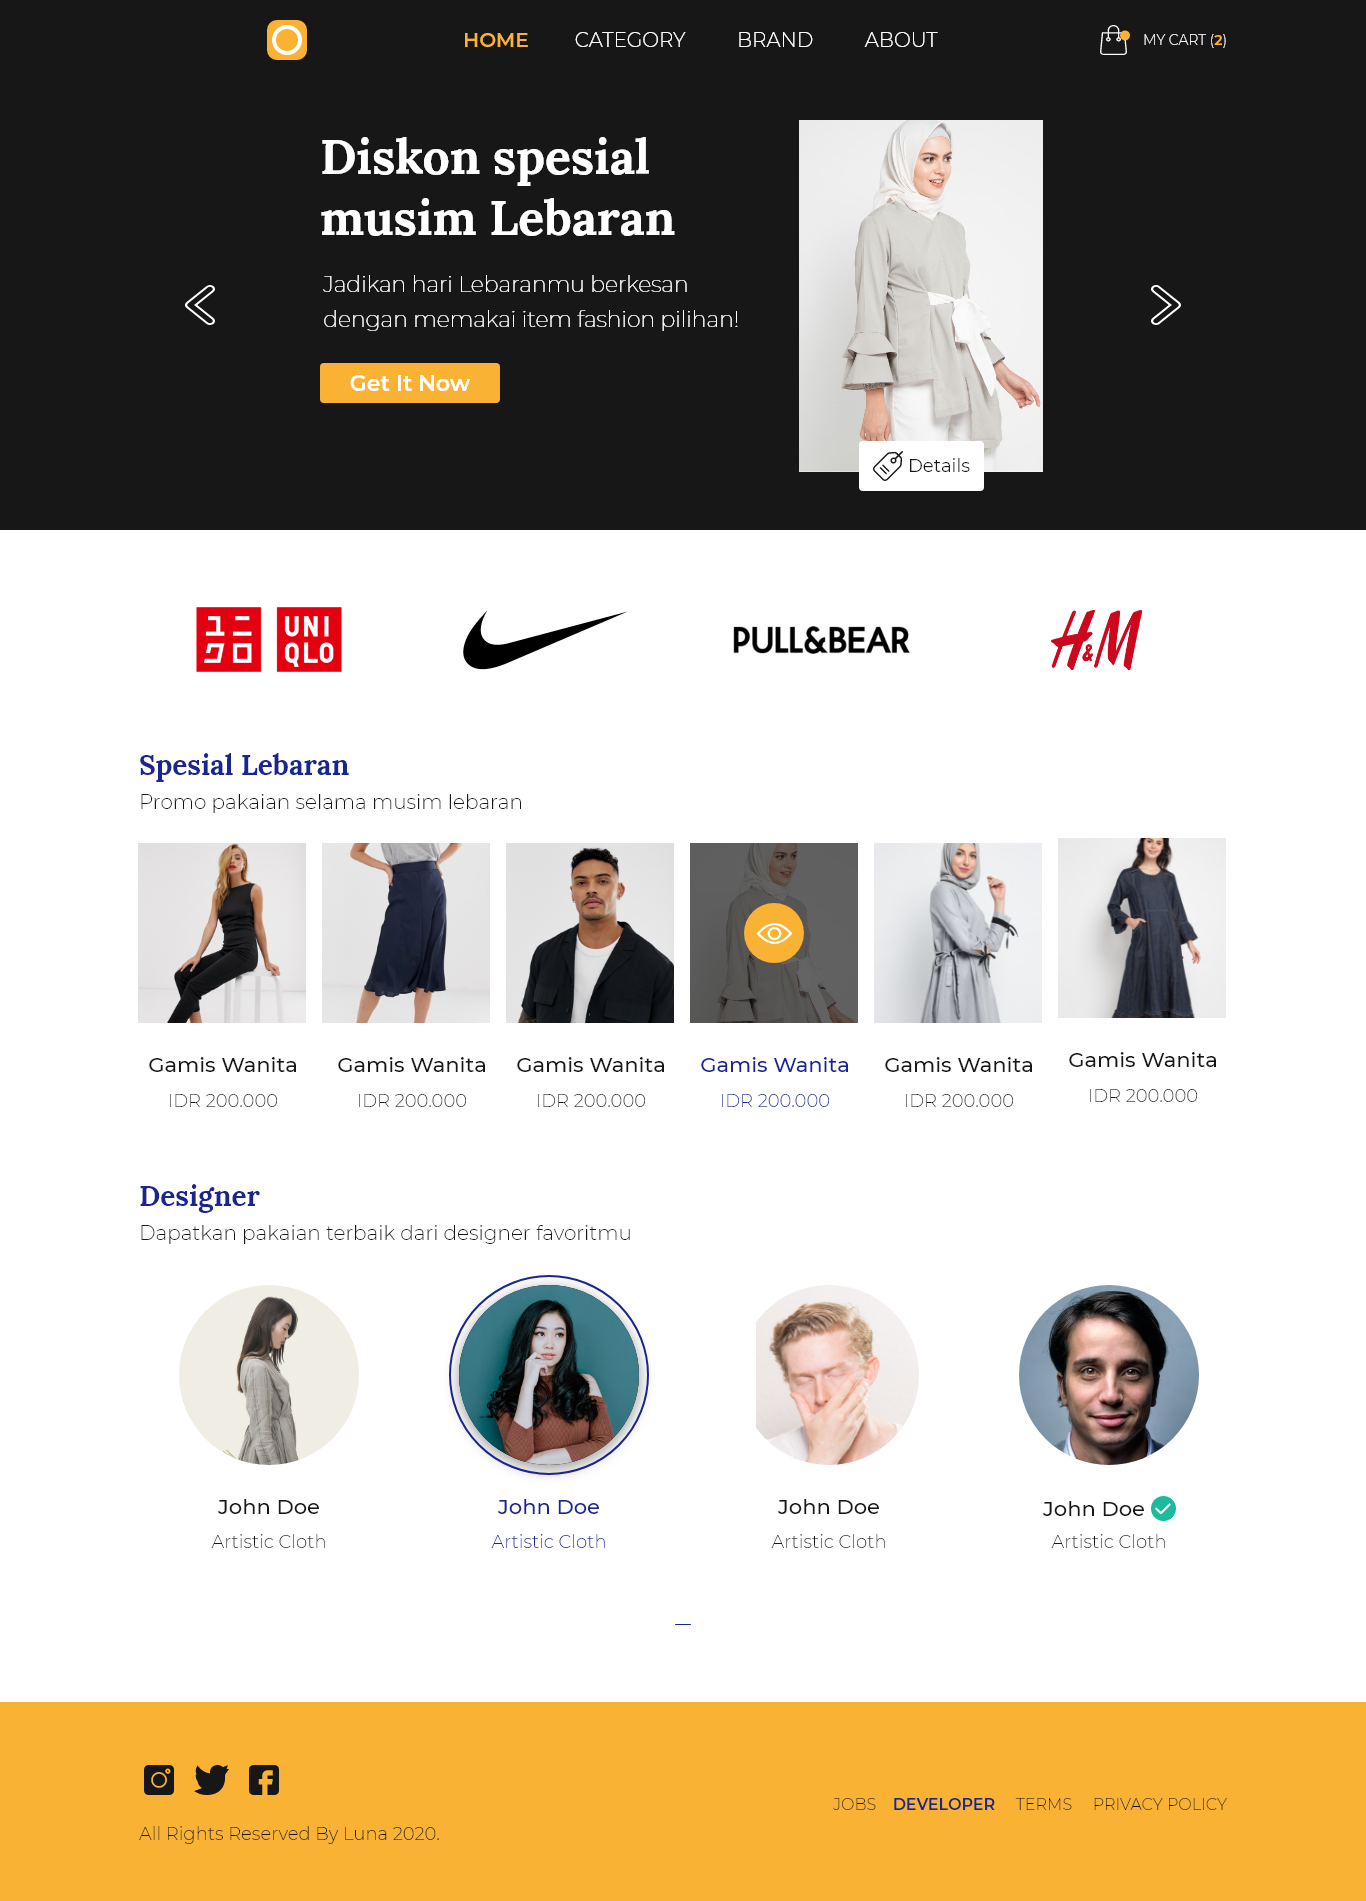 HOME CATEGORY BRAND ABOUT MY CART (2)
Diskon spesial
musim Lebaran
Jadikan hari Lebaranmu berkesan
dengan memakai item fashion pilihan!
Get It Now
Details
ユニ
クロ
UNI
QLO
PULL&BEAR
H&M
Spesial Lebaran
Promo pakaian selama musim lebaran
Gamis Wanita
IDR 200.000
Gamis Wanita
IDR 200.000
Gamis Wanita
IDR 200.000
Gamis Wanita
IDR 200.000
Gamis Wanita
IDR 200.000
Gamis Wanita
IDR 200.000
Designer
Dapatkan pakaian terbaik dari designer favoritmu
John Doe
Artistic Cloth
John Doe
Artistic Cloth
John Doe
Artistic Cloth
John Doe
Artistic Cloth
JOBS DEVELOPER TERMS PRIVACY POLICY
All Rights Reserved By Luna 2020.